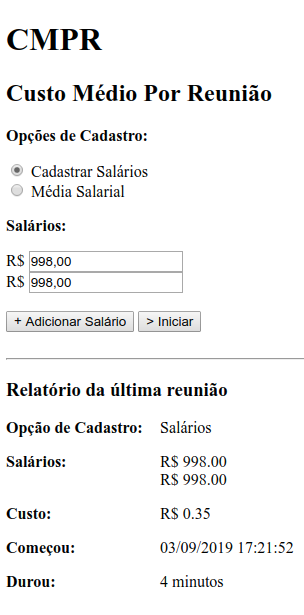 CMPR
Custo Médio Por Reunião
Opções de Cadastro:
Cadastrar Salários
Média Salarial
Salários:
R$ 998,00
R$ 998,00
+ Adicionar Salário > Iniciar
Relatório da última reunião
Opção de Cadastro: Salários
Salários: R$ 998.00
R$ 998.00
Custo: R$ 0.35
Começou: 03/09/2019 17:21:52
Durou: 4 minutos